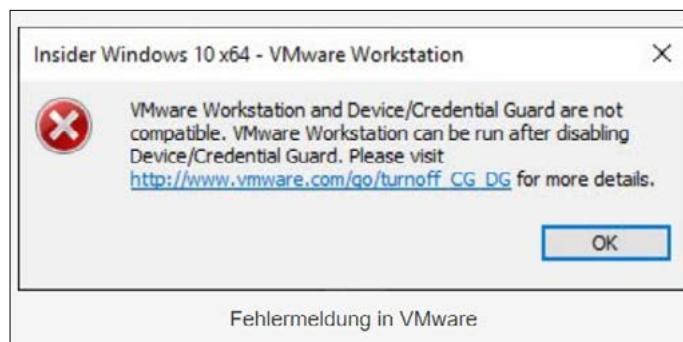 Insider Windows 10 x64 - VMware Workstation
VMware Workstation and Device/Credential Guard are not
compatible. VMware Workstation can be run after disabling
Device/Credential Guard. Please visit
http://www.vmware.com/go/turnoff_CG_DG for more details.
OK
Fehlermeldung in VMware